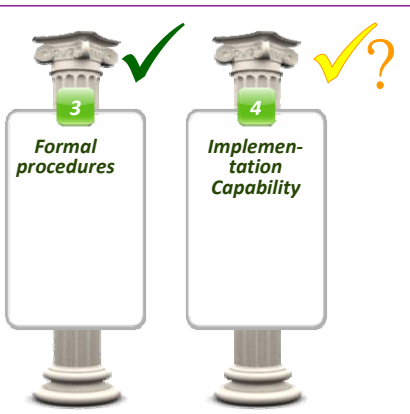 3
Formal
procedures
4
?
Implemen-
tation
Capability